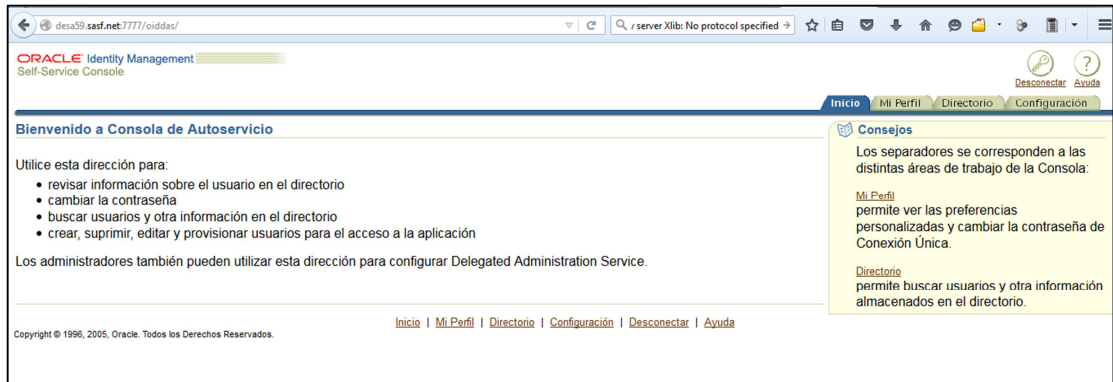 desa59.sasf.net:7777/oiddas/
server Xlib: No protocol specified
ORACLE Identity Management
Self-Service Console
Desconectar Ayuda
Inicio Mi Perfil Directorio Configuración
Bienvenido a Consola de Autoservicio
Utilice esta dirección para:
• revisar información sobre el usuario en el directorio
• cambiar la contraseña
• buscar usuarios y otra información en el directorio
• crear, suprimir, editar y provisionar usuarios para el acceso a la aplicación
Los administradores también pueden utilizar esta dirección para configurar Delegated Administration Service.
Consejos
Los separadores se corresponden a las
distintas áreas de trabajo de la Consola:
Mi Perfil
permite ver las preferencias
personalizadas y cambiar la contraseña de
Conexión Única.
Directorio
permite buscar usuarios y otra información
almacenados en el directorio.
Inicio | Mi Perfil | Directorio | Configuración | Desconectar | Ayuda
Copyright © 1996, 2005, Oracle. Todos los Derechos Reservados.